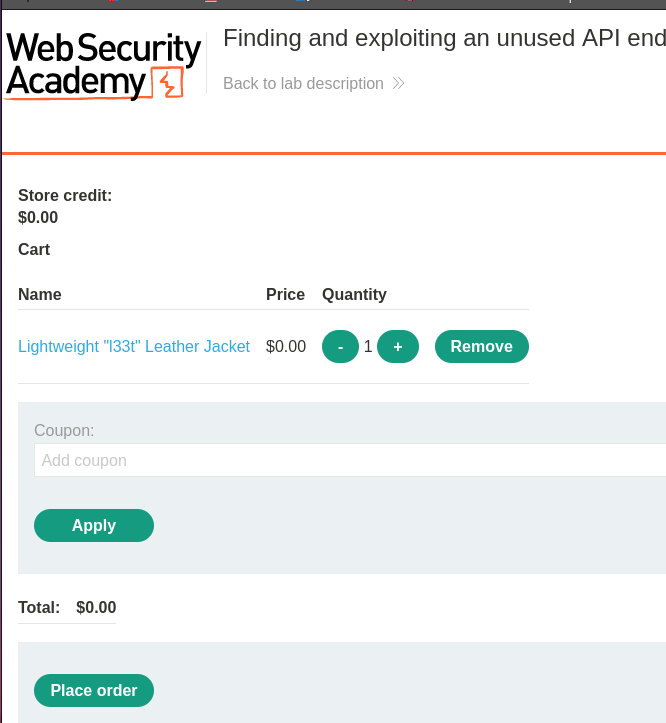 Web Security
Academy
Finding and exploiting an unused API end
Back to lab description
Store credit:
$0.00
Cart
Name Price Quantity
Lightweight "l33t" Leather Jacket $0.00 - 1 + Remove
Coupon:
Add coupon
Apply
Total: $0.00
Place order